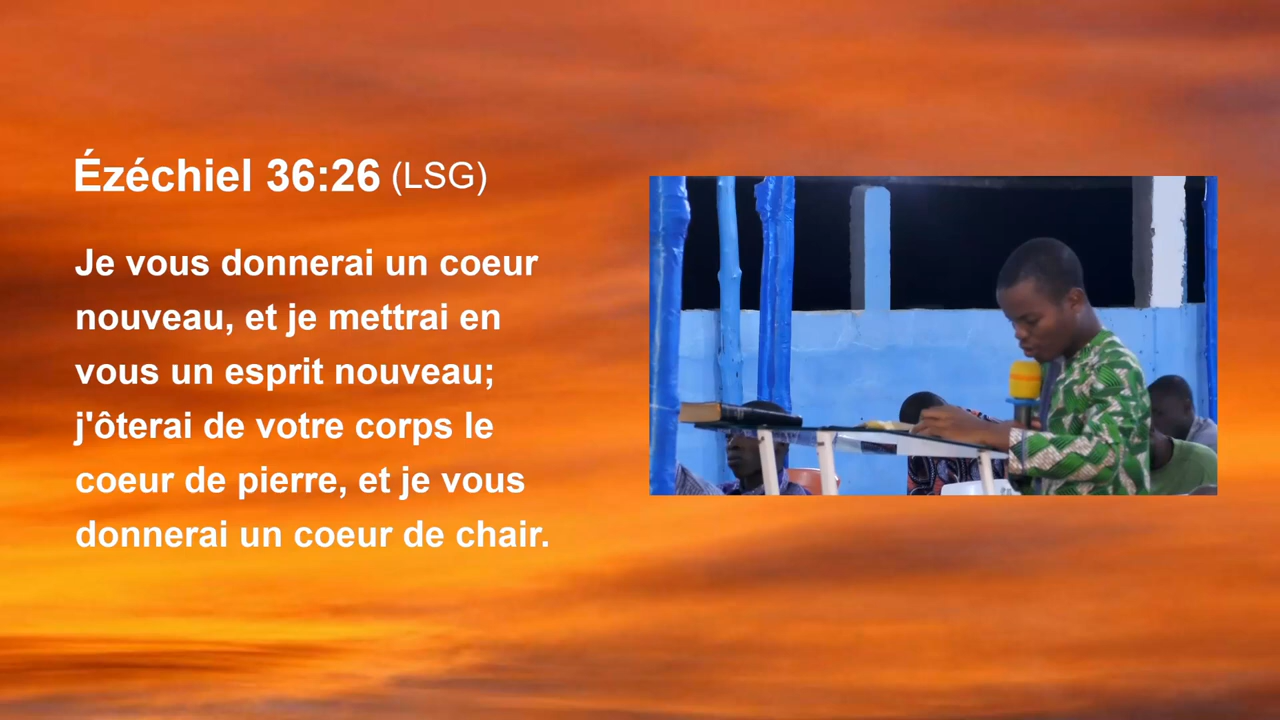 Ézéchiel 36:26 (LSG)
Je vous donnerai un coeur
nouveau, et je mettrai en
vous un esprit nouveau;
j'ôterai de votre corps le
coeur de pierre, et je vous
donnerai un coeur de chair.